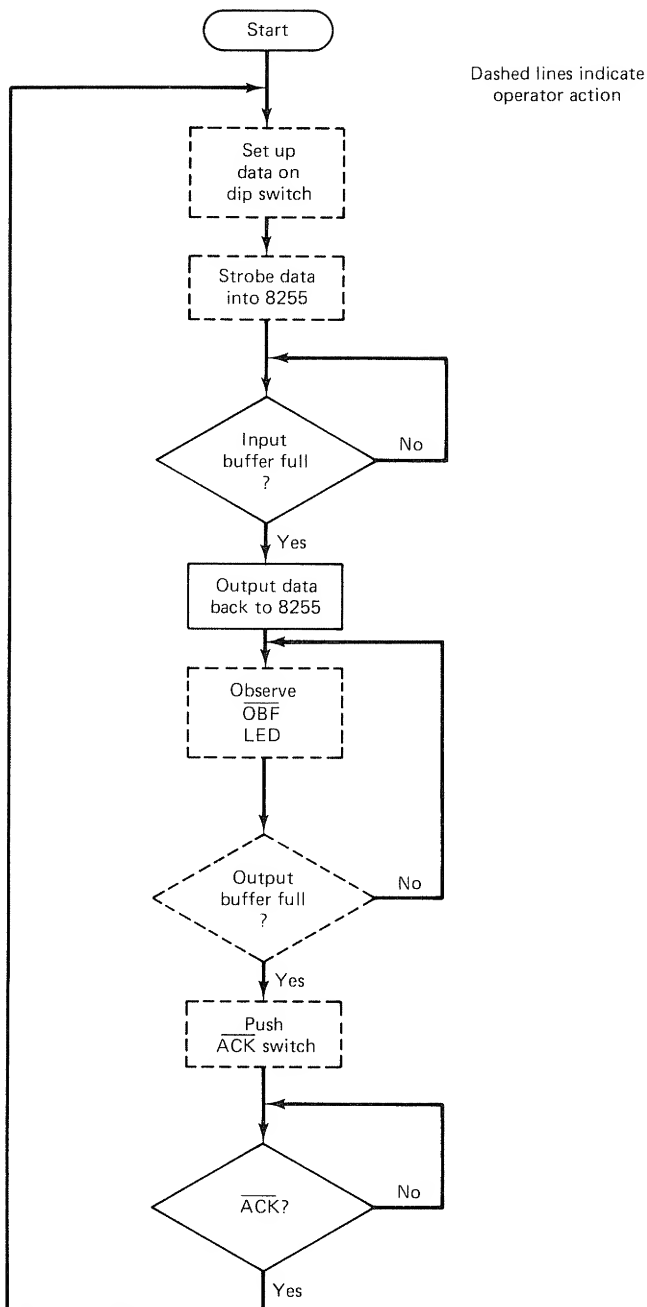 Start
Dashed lines indicate
operator action
Set up
data on
dip switch
Strobe data
into 8255
Input
buffer full
?
No
Yes
Output data
back to 8255
Observe
OBF
LED
Output
buffer full
?
No
Yes
Push
ACK switch
ACK?
No
Yes